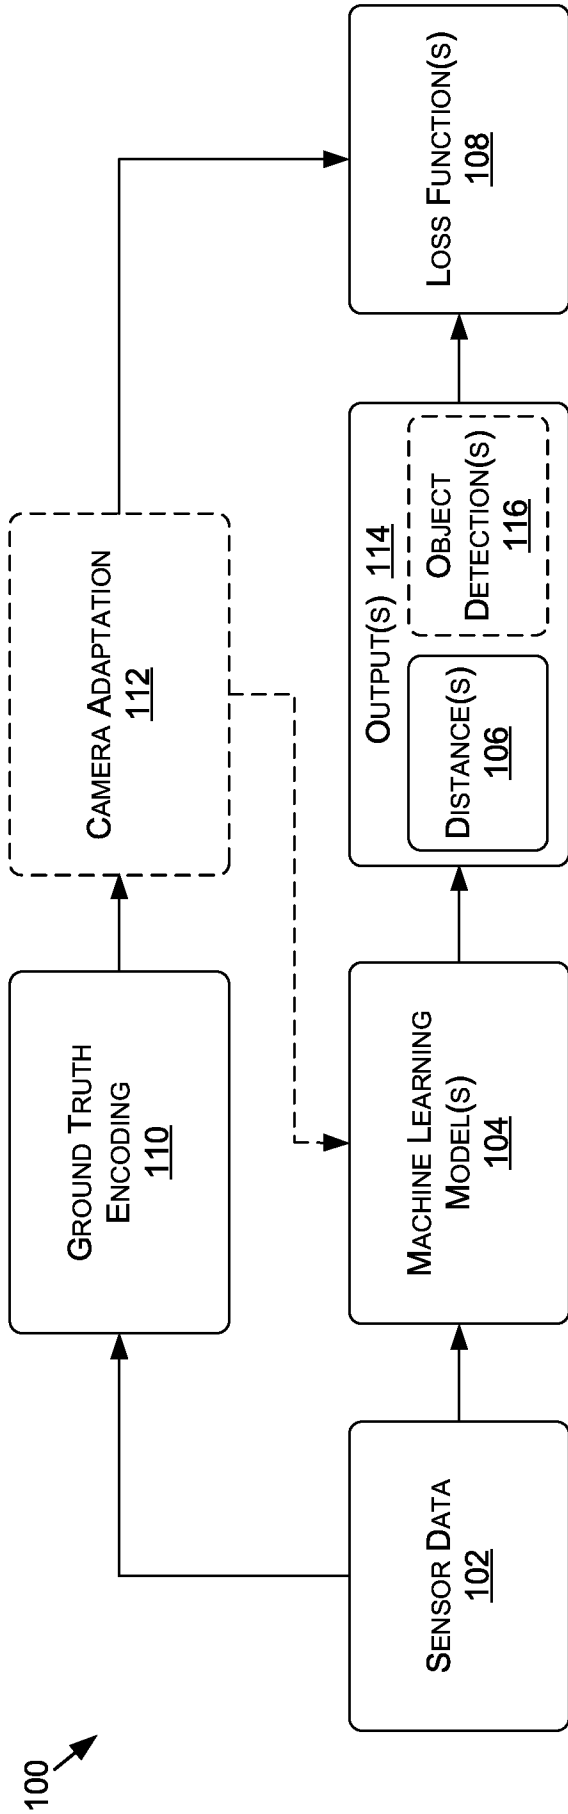 100
SENSOR DATA
102
GROUND TRUTH
ENCODING
110
CAMERA ADAPTATION
112
MACHINE LEARNING
MODEL(S)
104
OUTPUT(S) 114
DISTANCE(S)
106
OBJECT
DETECTION(S)
116
LOSS FUNCTION(S)
108